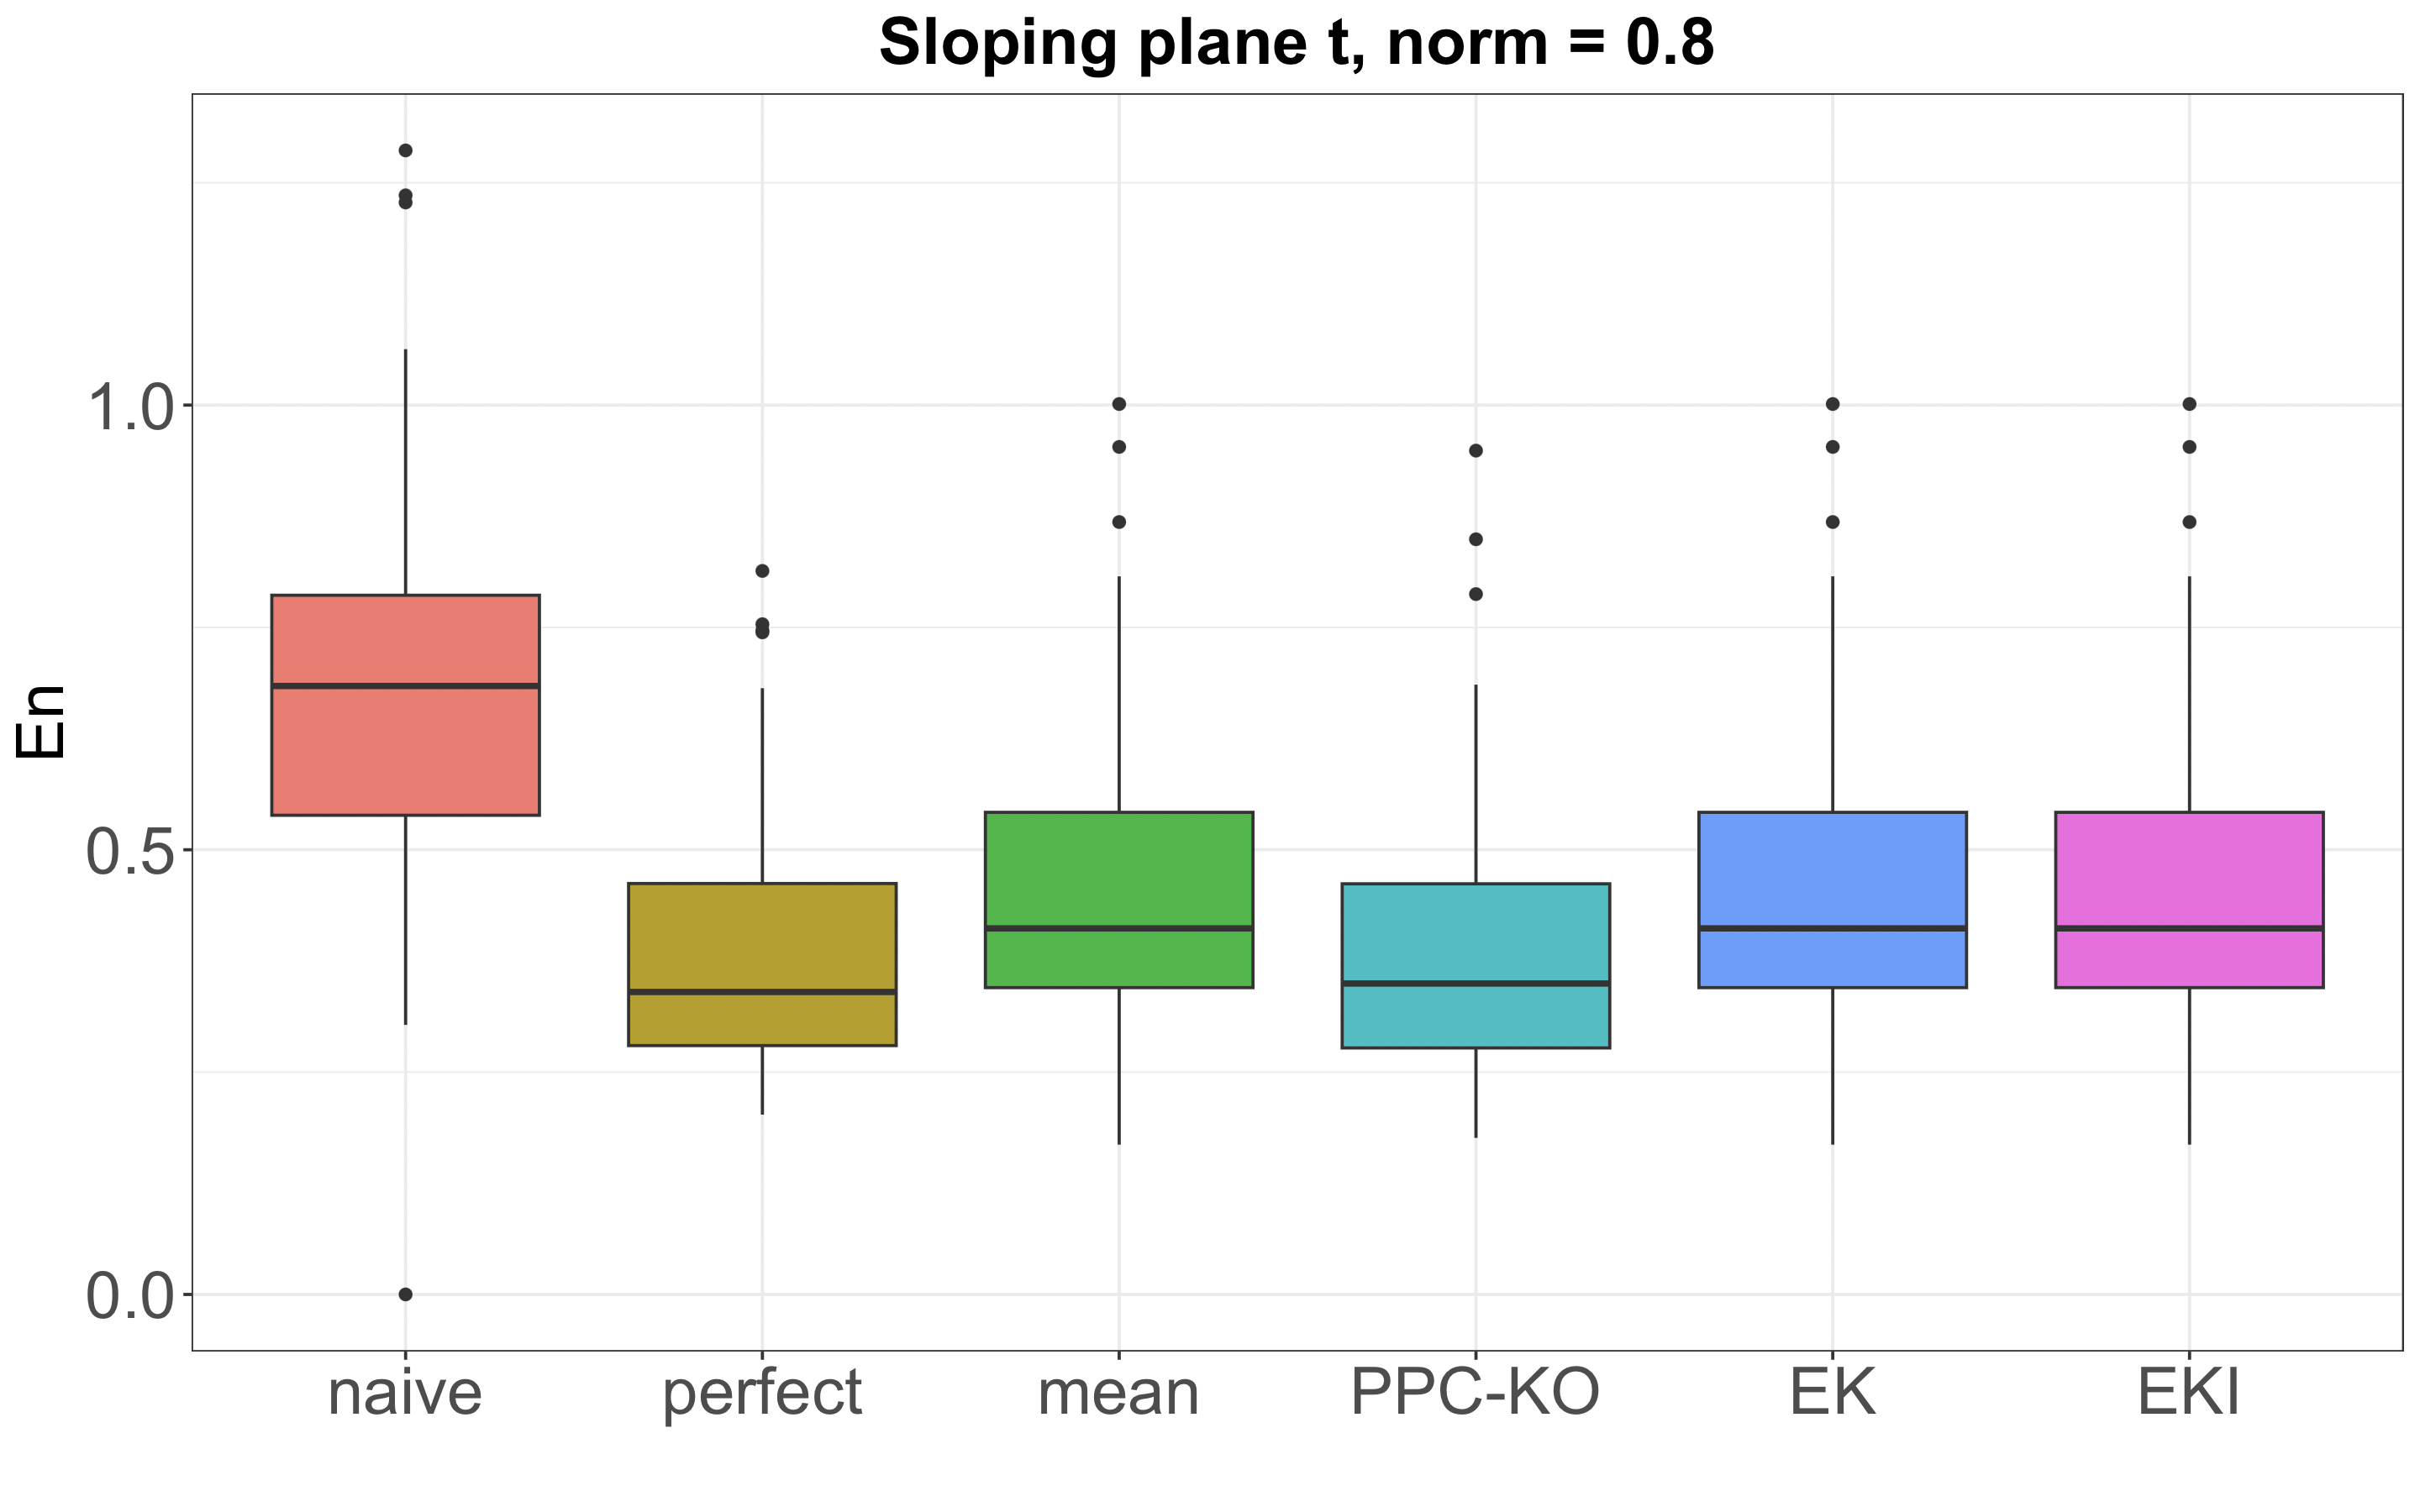 Sloping plane t, norm = 0.8
En
1.0
0.5
0.0
naive perfect mean PPC-KO EK EKI